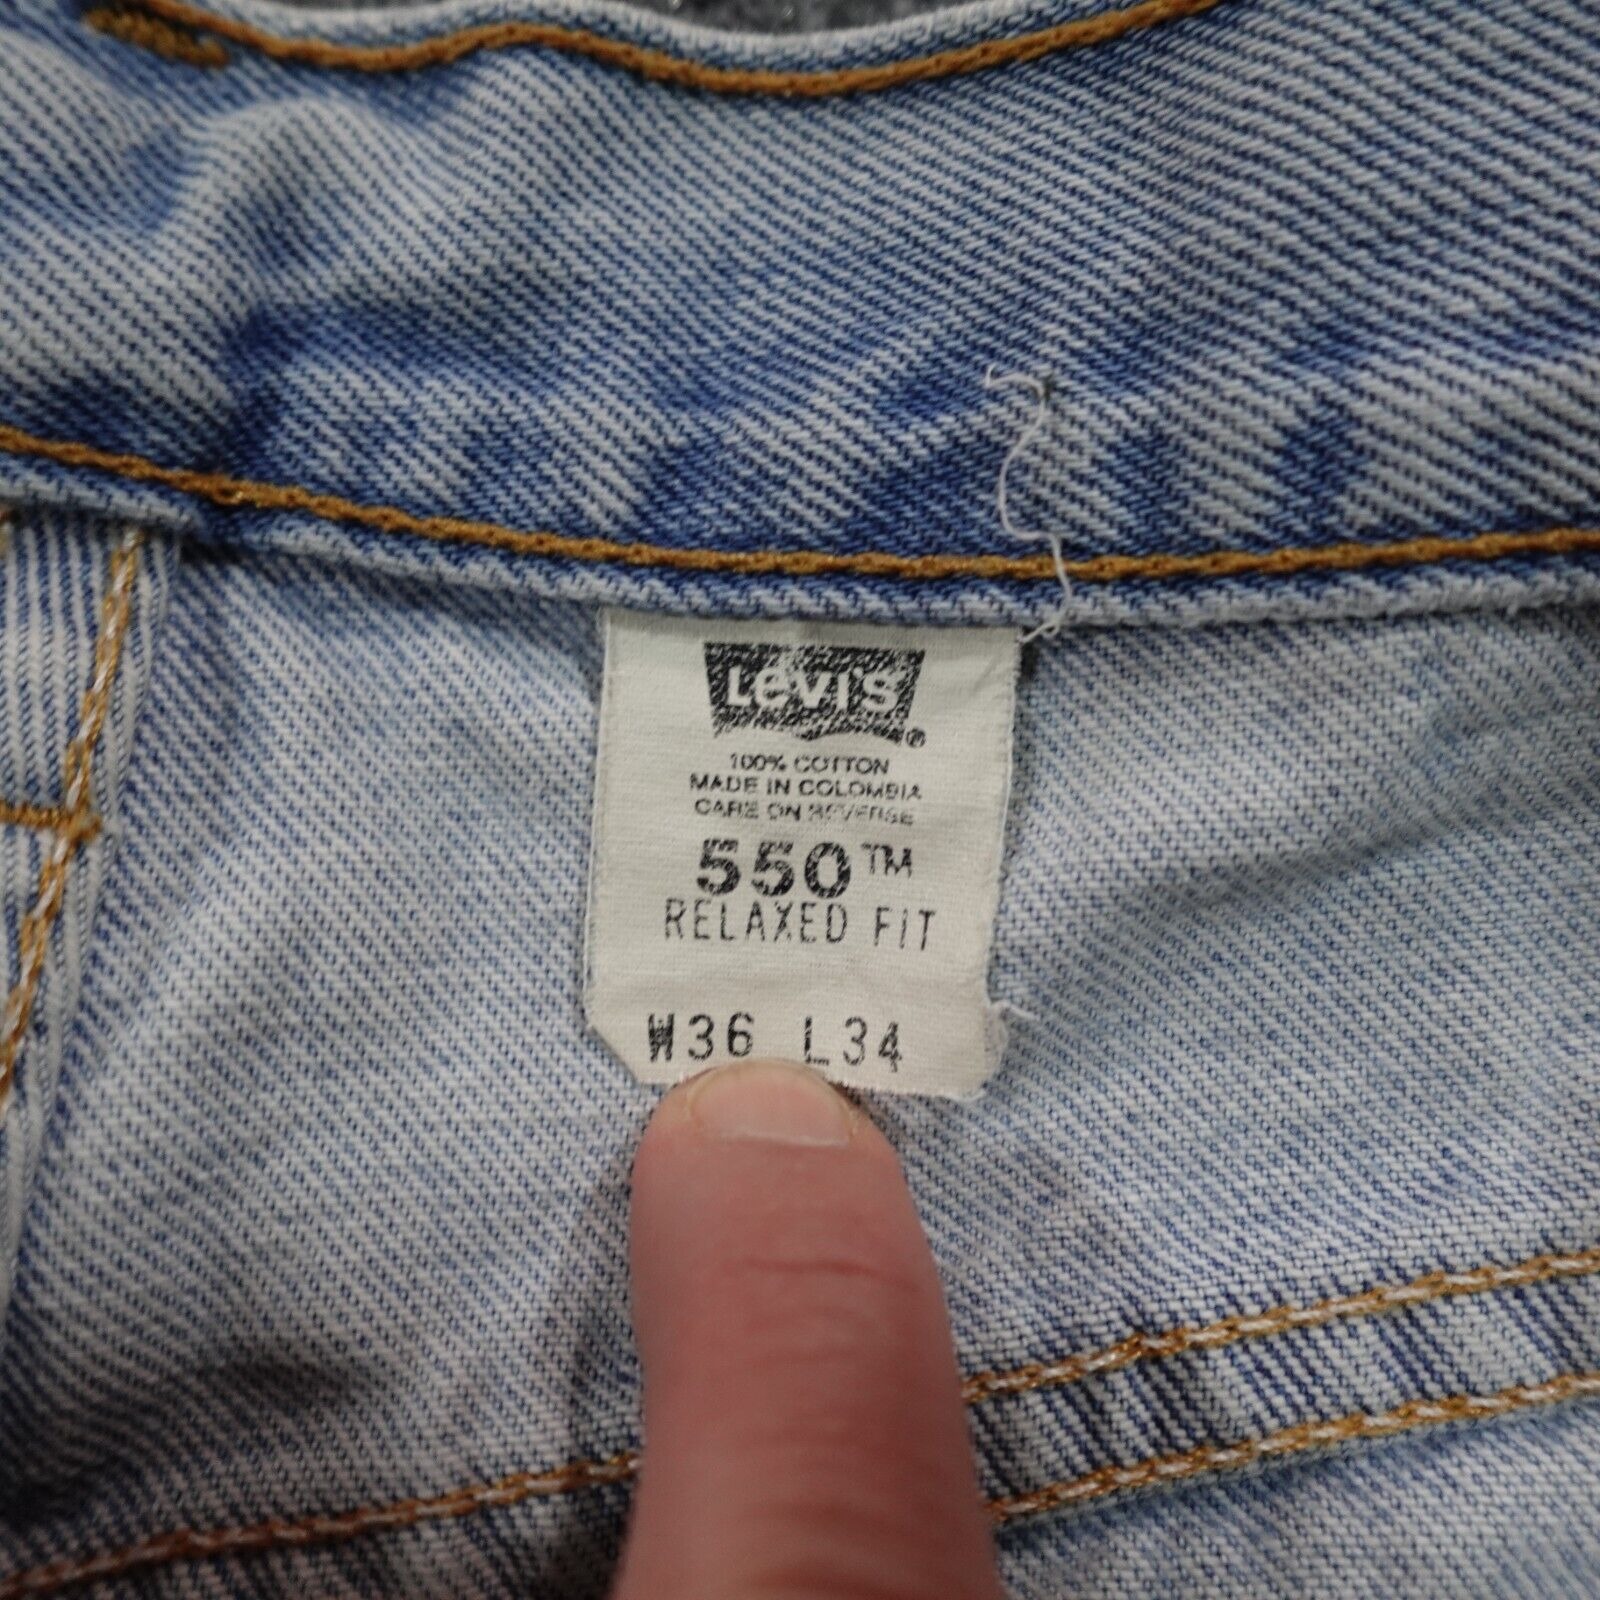 Levi's®
100% COTTON
MADE IN COLOMBIA
CARE ON REVERSE
550™
RELAXED FIT
W36 L34